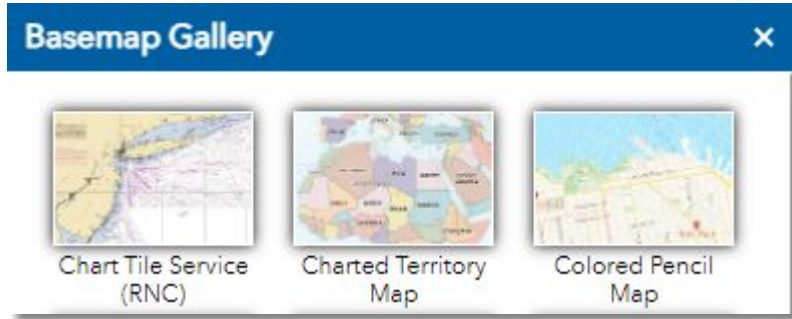 Basemap Gallery ×
Chart Tile Service
(RNC)
Charted Territory
Map
Colored Pencil
Map